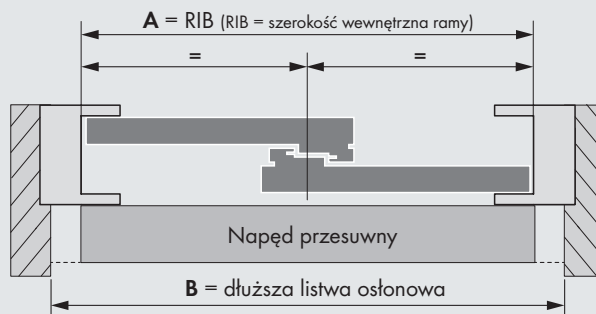 A = RIB (RIB = szerokość wewnętrzna ramy)
= =
Napęd przesuwny
B = dłuższa listwa osłonowa